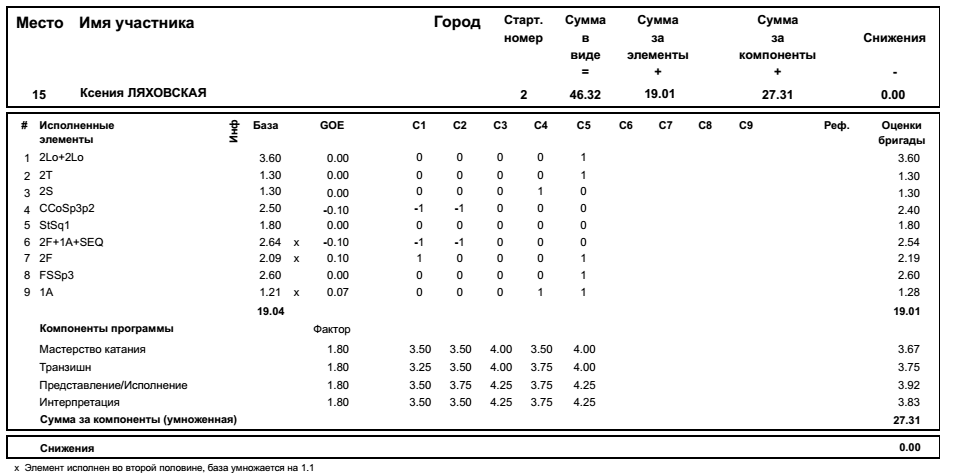 Место Имя участника Город Старт. номер Сумма в виде = Сумма за элементы + Сумма за компоненты + Снижения -
15 Ксения ЛЯХОВСКАЯ 2 46.32 19.01 27.31 0.00
# Исполненные элементы Инф База GOE C1 C2 C3 C4 C5 C6 C7 C8 C9 Реф. Оценки бригады
1 2Lo+2Lo 3.60 0.00 0 0 0 0 1 3.60
2 2T 1.30 0.00 0 0 0 0 1 1.30
3 2S 1.30 0.00 0 0 0 1 0 1.30
4 CCoSp3p2 2.50 -0.10 -1 -1 0 0 0 2.40
5 StSq1 1.80 0.00 0 0 0 0 0 1.80
6 2F+1A+SEQ 2.64 x -0.10 -1 -1 0 0 0 2.54
7 2F 2.09 x 0.10 1 0 0 0 1 2.19
8 FSSp3 2.60 0.00 0 0 0 0 1 2.60
9 1A 1.21 x 0.07 0 0 0 1 1 1.28
19.04 19.01
Компоненты программы Фактор
Мастерство катания 1.80 3.50 3.50 4.00 3.50 4.00 3.67
Транзишн 1.80 3.25 3.50 4.00 3.75 4.00 3.75
Представление/Исполнение 1.80 3.50 3.75 4.25 3.75 4.25 3.92
Интерпретация 1.80 3.50 3.50 4.25 3.75 4.25 3.83
Сумма за компоненты (умноженная) 27.31
Снижения 0.00
x Элемент исполнен во второй половине, база умножается на 1.1